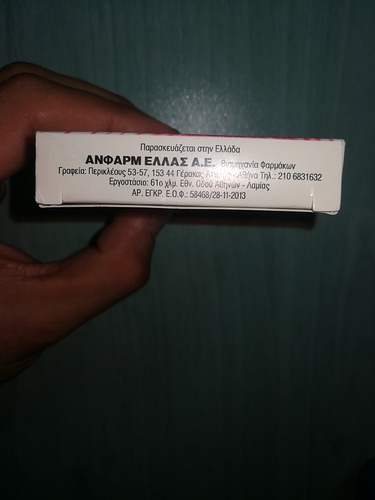 Παρασκευάζεται στην Ελλάδα
ΑΝΦΑΡΜ ΕΛΛΑΣ Α.Ε. Βιομηχανία Φαρμάκων
Γραφεία: Περικλέους 53-57, 153 44 Γέρακας Αθήνα Τηλ.: 210 6831632
Εργοστάσιο: 61ο χλμ. Εθν. Οδού Αθηνών - Λαμίας
ΑΡ. ΕΓΚΡ. Ε.Ο.Φ.: 58468/28-11-2013